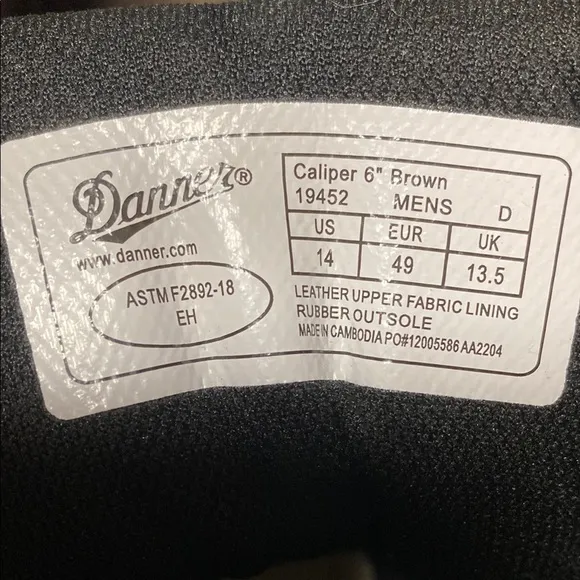 Danner®
www.danner.com
ASTM F2892-18
EH
Caliper 6" Brown
19452 MENS D
US EUR UK
14 49 13.5
LEATHER UPPER FABRIC LINING
RUBBER OUTSOLE
MADE IN CAMBODIA PO#12005586 AA2204